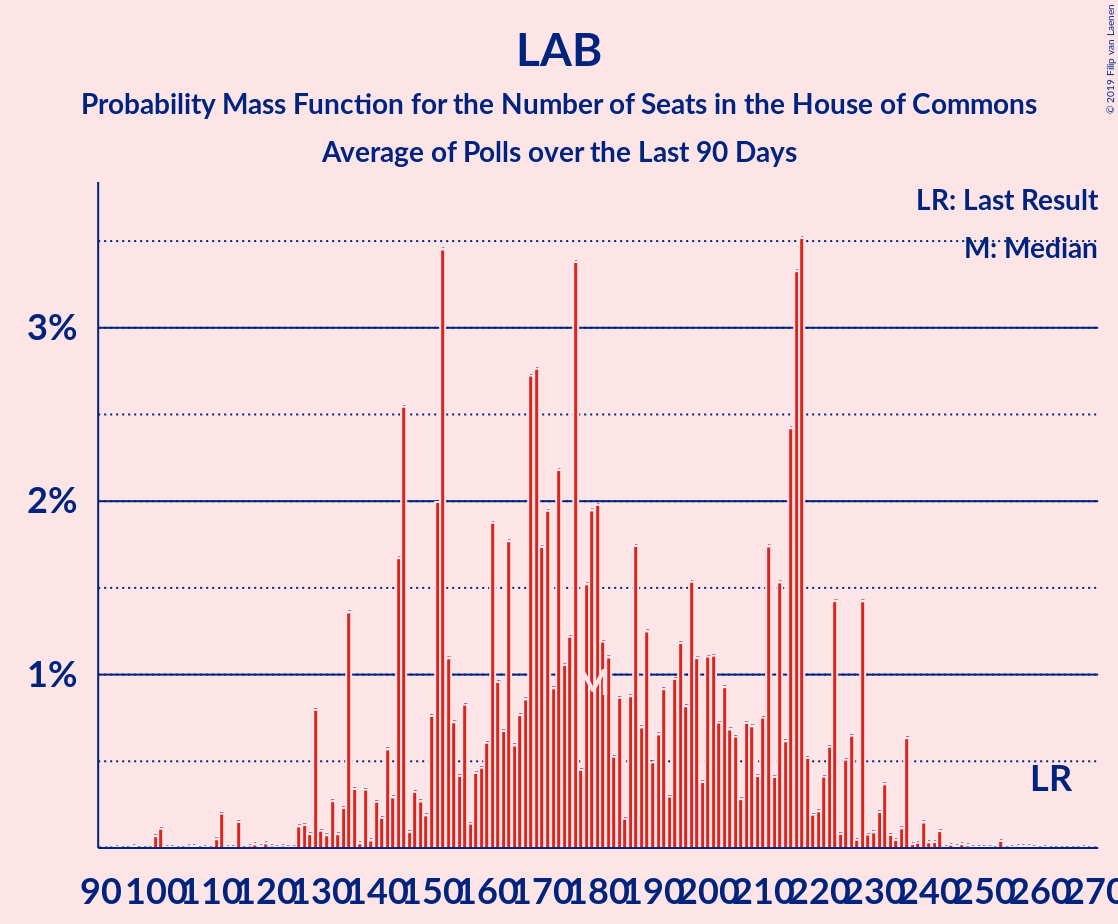 LAB
Probability Mass Function for the Number of Seats in the House of Commons
Average of Polls over the Last 90 Days
© 2019 Filip van Laenen
LR: Last Result
M: Median
3%
2%
1%
M
LR
90 100 110 120 130 140 150 160 170 180 190 200 210 220 230 240 250 260 270